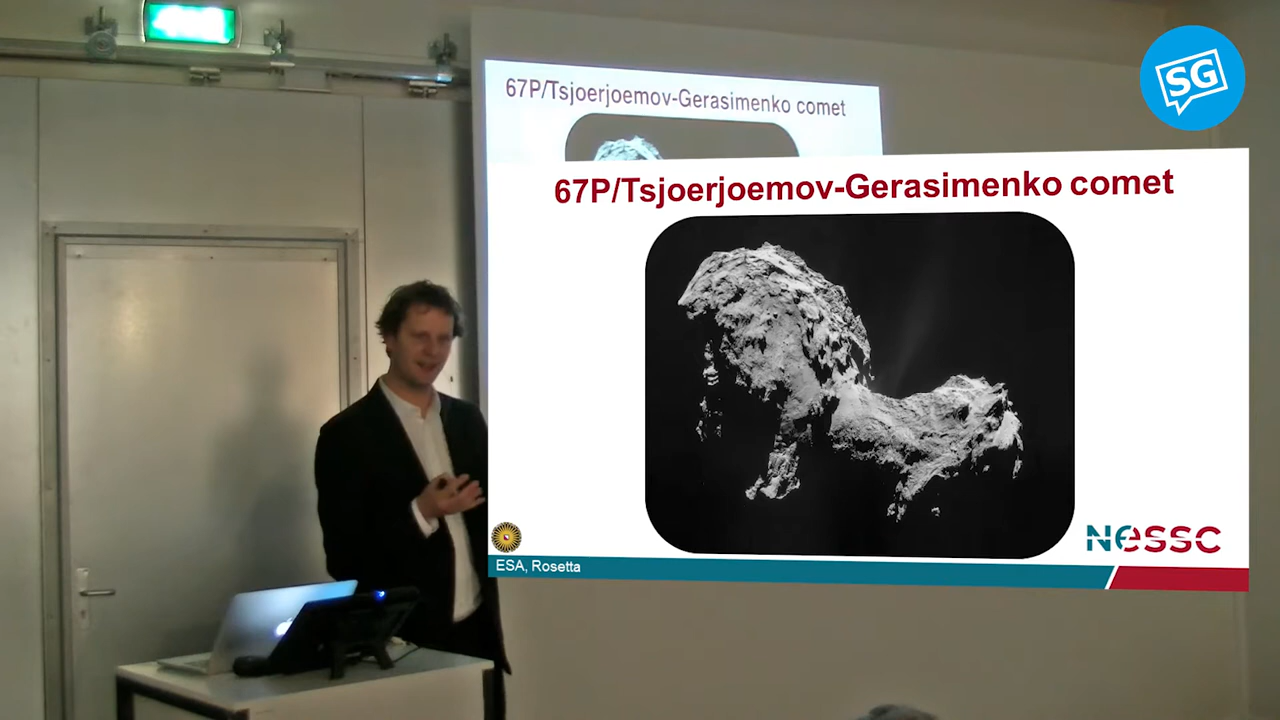 SG
67P/Tsjoerjoemov-Gerasimenko comet
67P/Tsjoerjoemov-Gerasimenko comet
NESSC
ESA, Rosetta